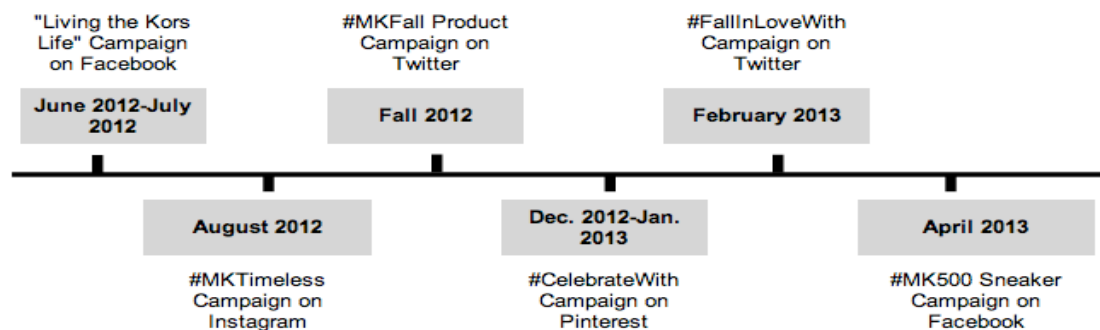 "Living the Kors
Life" Campaign
on Facebook
June 2012-July
2012
#MKFall Product
Campaign on
Twitter
Fall 2012
#FallInLoveWith
Campaign on
Twitter
February 2013
August 2012
#MKTimeless
Campaign on
Instagram
Dec. 2012-Jan.
2013
#CelebrateWith
Campaign on
Pinterest
April 2013
#MK500 Sneaker
Campaign on
Facebook